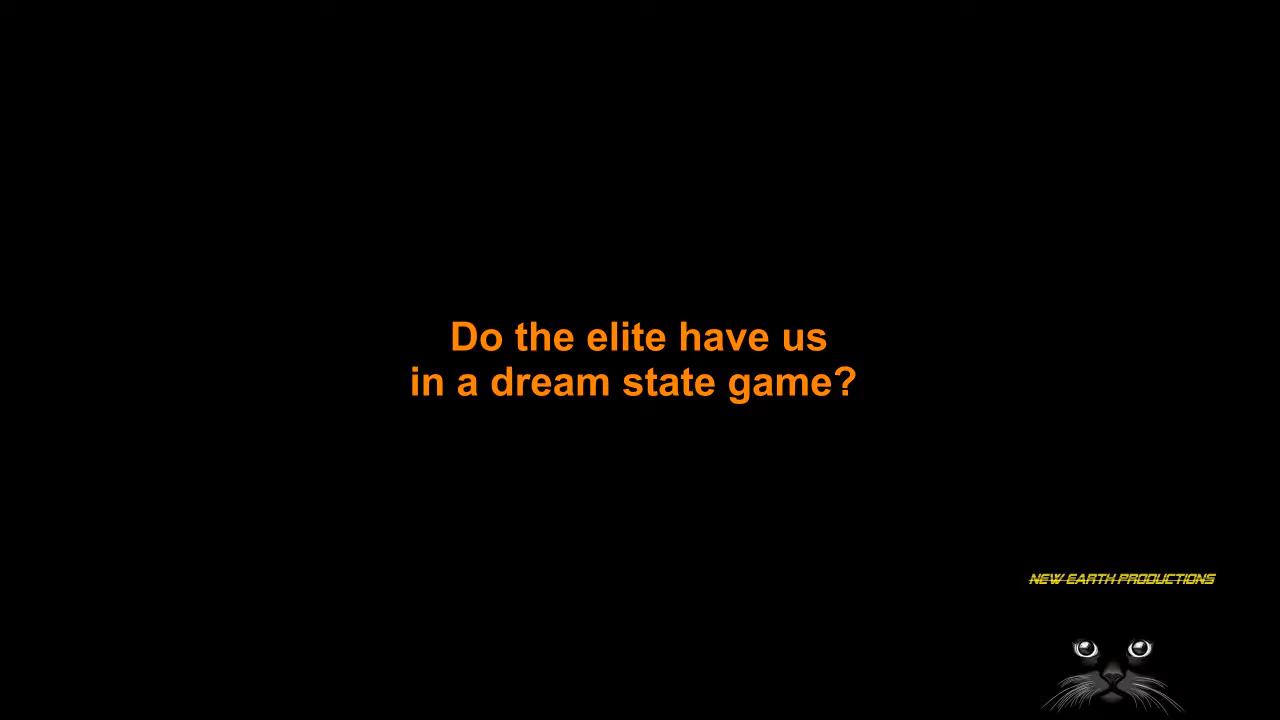 Do the elite have us
in a dream state game?
NEW EARTH PRODUCTIONS